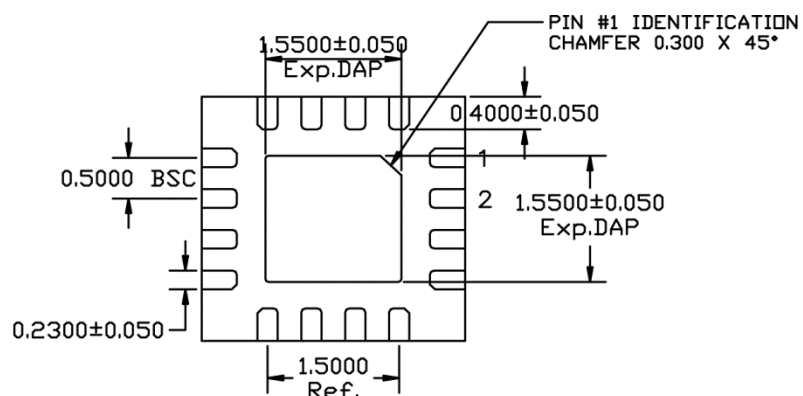 PIN #1 IDENTIFICATION
CHAMFER 0.300 X 45°
1.5500±0.050
Exp.DAP
0.4000±0.050
1
0.5000 BSC
2
1.5500±0.050
Exp.DAP
0.2300±0.050
1.5000
Ref.